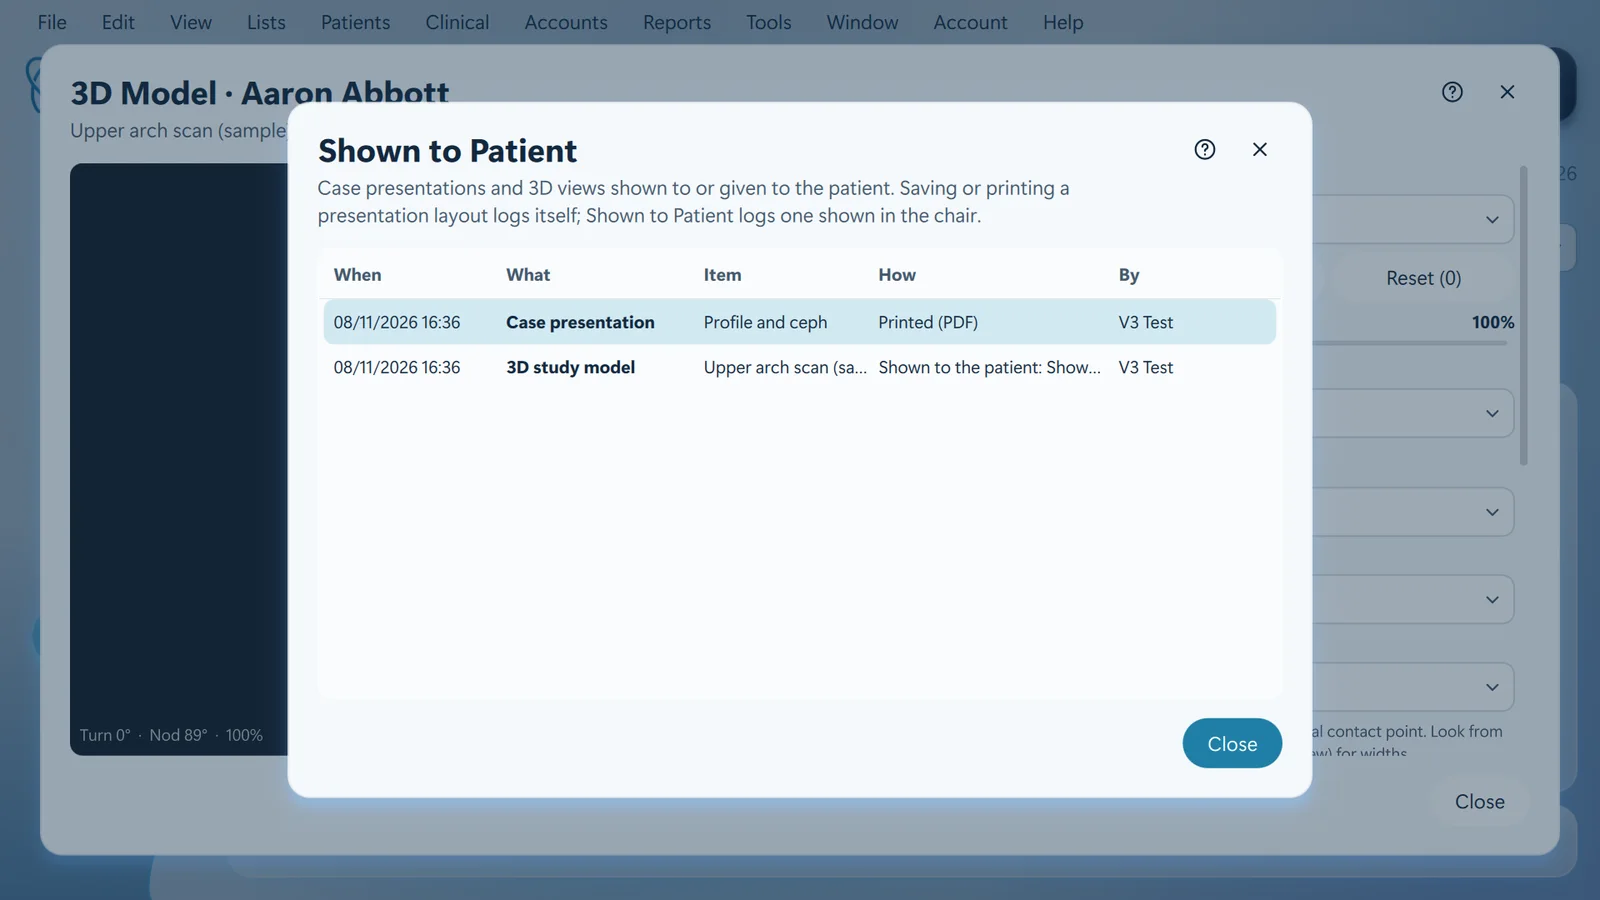 File Edit View Lists Patients Clinical Accounts Reports Tools Window Account Help
3D Model · Aaron Abbott
Upper arch scan (sample
Shown to Patient
Case presentations and 3D views shown to or given to the patient. Saving or printing a
presentation layout logs itself; Shown to Patient logs one shown in the chair.
When What Item How By
08/11/2026 16:36 Case presentation Profile and ceph Printed (PDF) V3 Test
08/11/2026 16:36 3D study model Upper arch scan (sa... Shown to the patient: Show... V3 Test
Close
26
Reset (0)
100%
Turn 0° · Nod 89° · 100%
al contact point. Look from
for widths
Close